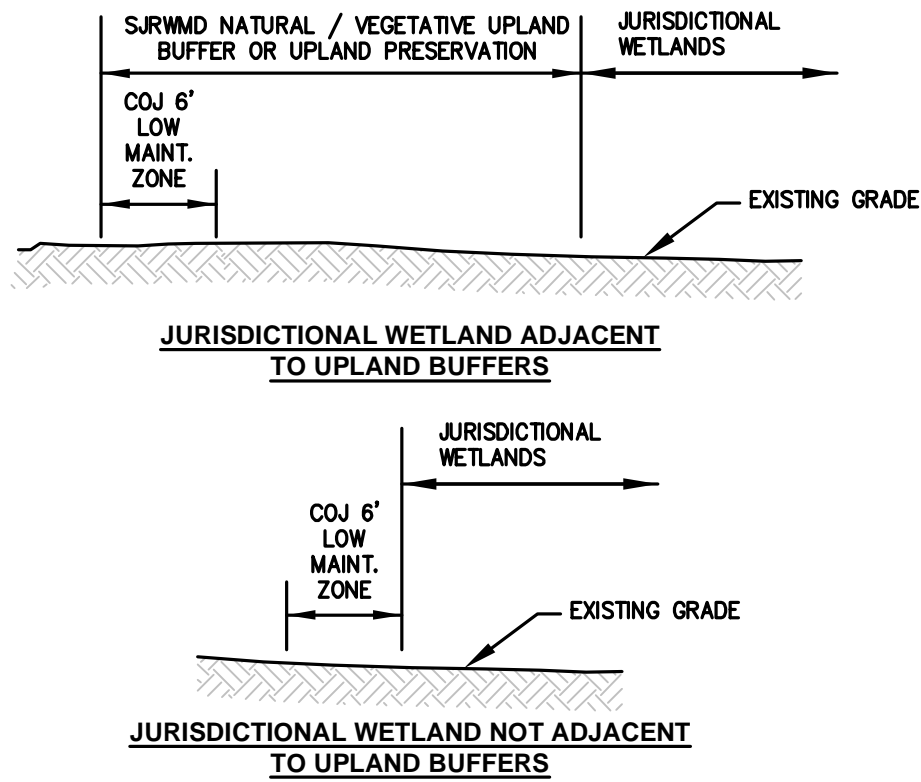 SJRWMD NATURAL / VEGETATIVE UPLAND
BUFFER OR UPLAND PRESERVATION
JURISDICTIONAL
WETLANDS
COJ 6'
LOW
MAINT.
ZONE
EXISTING GRADE
JURISDICTIONAL WETLAND ADJACENT
TO UPLAND BUFFERS
JURISDICTIONAL
WETLANDS
COJ 6'
LOW
MAINT.
ZONE
EXISTING GRADE
JURISDICTIONAL WETLAND NOT ADJACENT
TO UPLAND BUFFERS